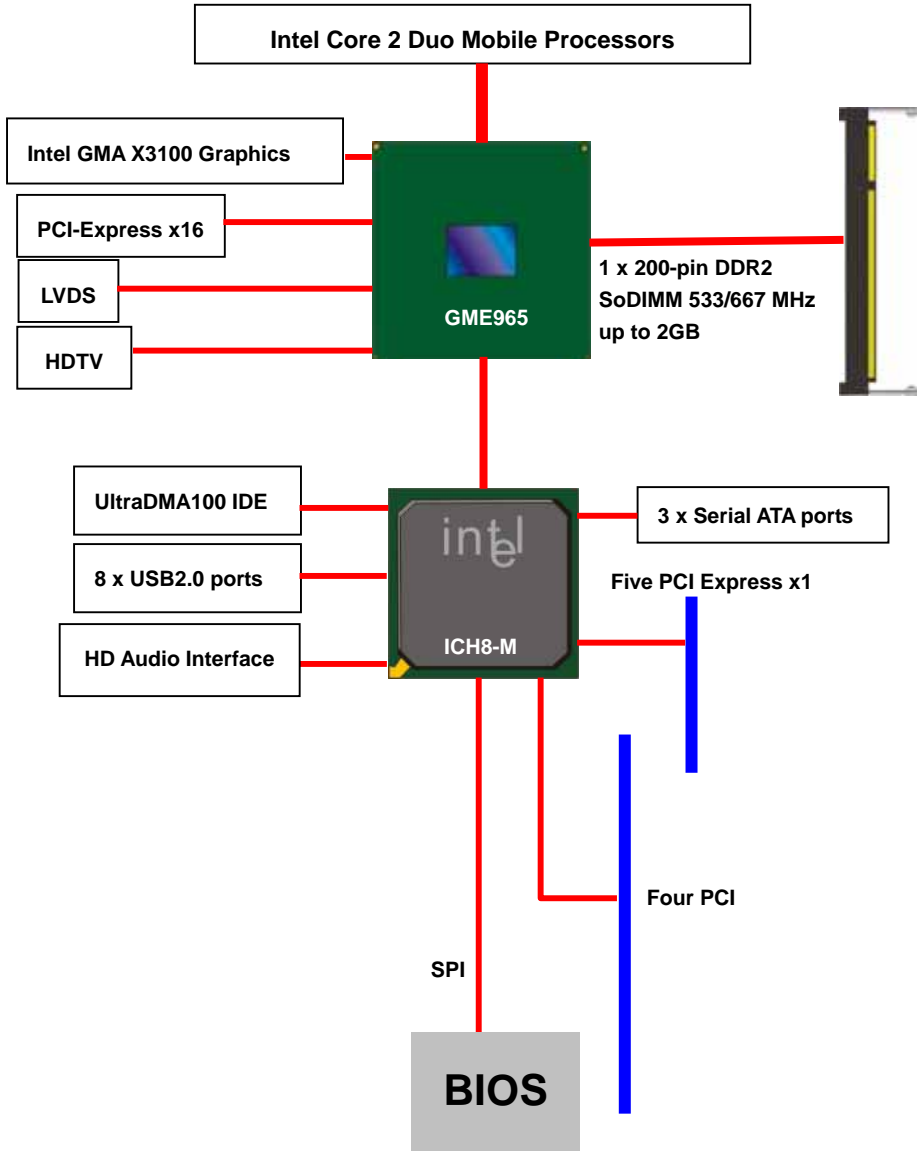 Intel Core 2 Duo Mobile Processors
Intel GMA X3100 Graphics
PCI-Express x16
LVDS
HDTV
GME965
1 x 200-pin DDR2
SoDIMM 533/667 MHz
up to 2GB
UltraDMA100 IDE
8 x USB2.0 ports
HD Audio Interface
intel
ICH8-M
3 x Serial ATA ports
Five PCI Express x1
Four PCI
SPI
BIOS